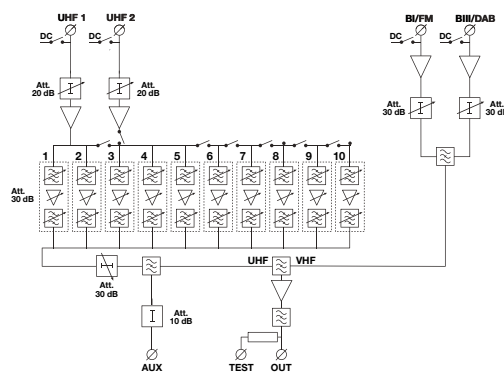 UHF 1 UHF 2 BI/FM BIII/DAB
DC DC DC DC
Att.
20 dB
Att.
20 dB
Att.
30 dB
Att.
30 dB
1 2 3 4 5 6 7 8 9 10
Att.
30 dB
UHF VHF
Att.
30 dB
Att.
10 dB
AUX TEST OUT